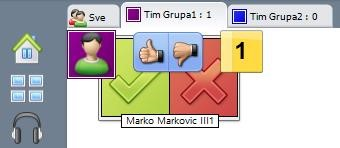 Sve
Tim Grupa1 : 1
Tim Grupa2 : 0
1
Marko Markovic III1